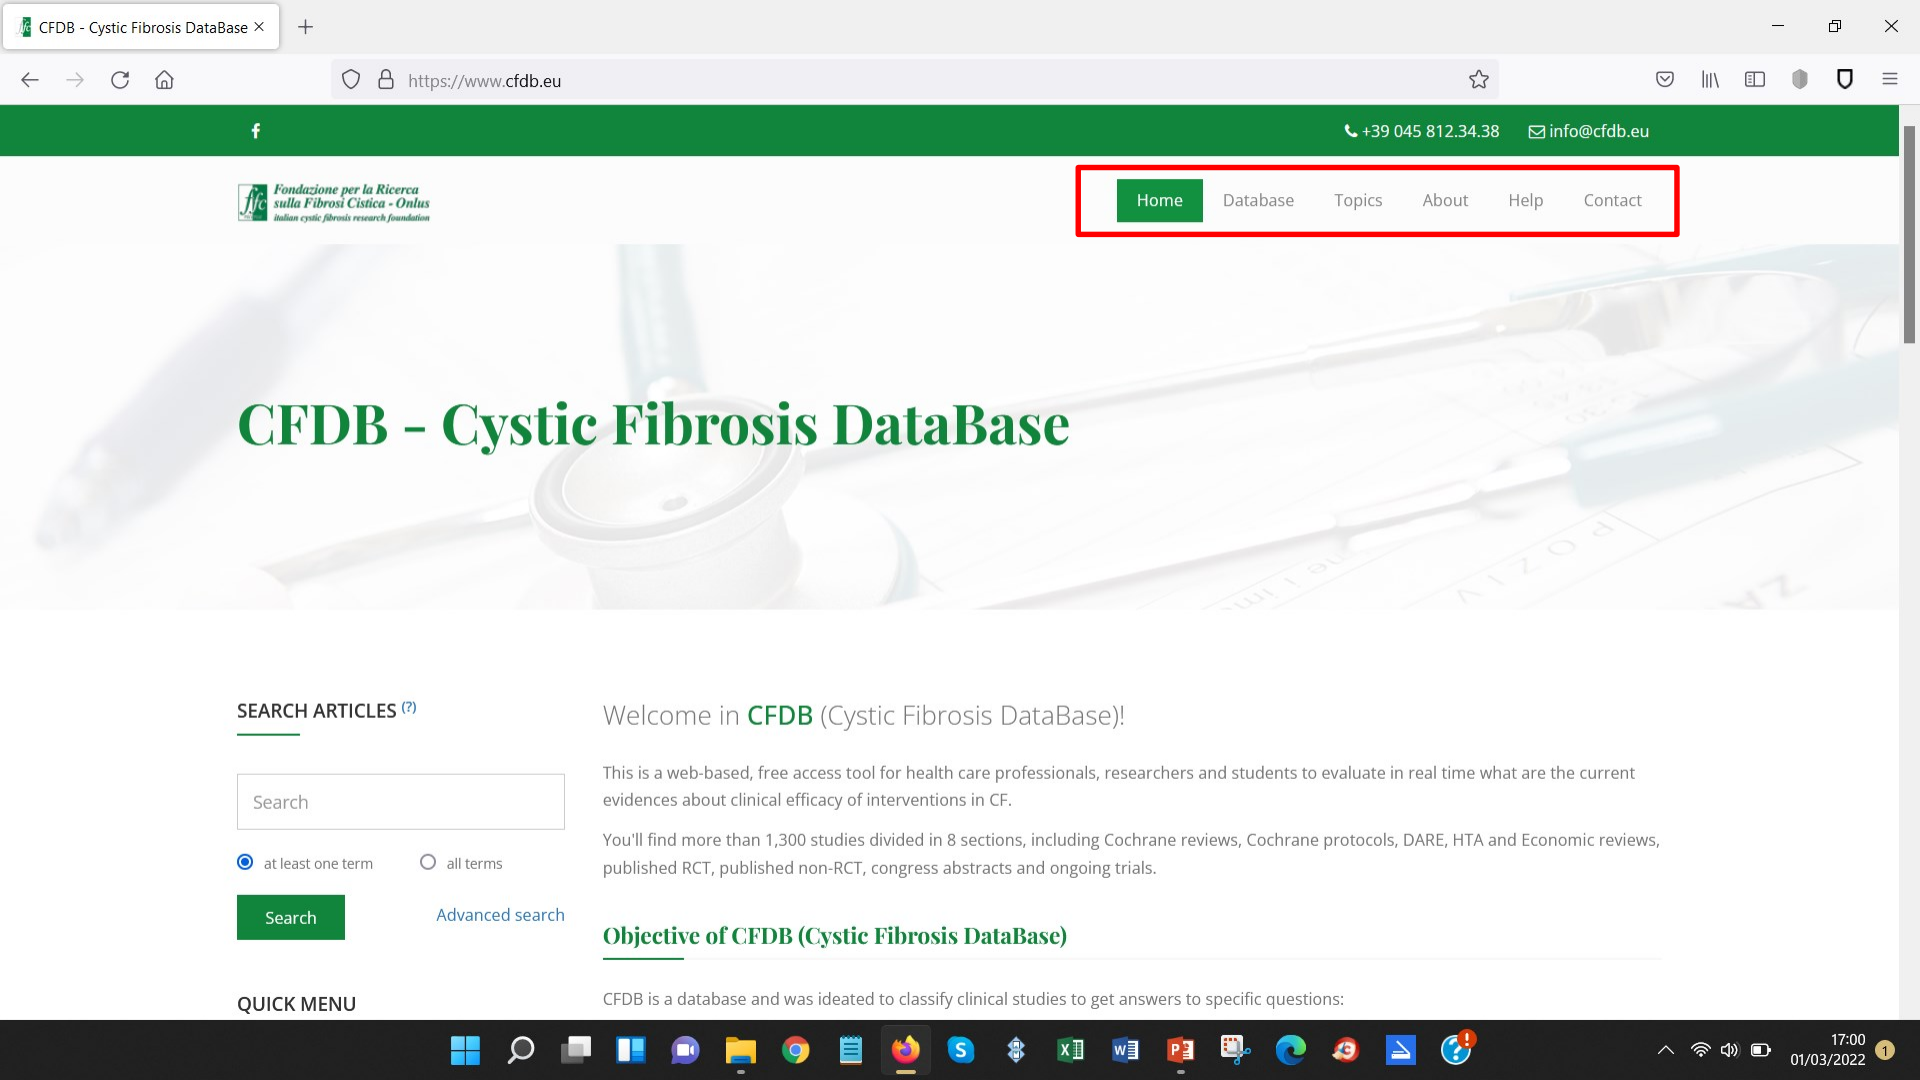 CFDB - Cystic Fibrosis DataBase
https://www.cfdb.eu
+39 045 812.34.38 info@cfdb.eu
Fondazione per la Ricerca
sulla Fibrosi Cistica - Onlus
italian cystic fibrosis research foundation
Home Database Topics About Help Contact
CFDB - Cystic Fibrosis DataBase
SEARCH ARTICLES (?)
Search
at least one term all terms
Search Advanced search
QUICK MENU
Welcome in CFDB (Cystic Fibrosis DataBase)!
This is a web-based, free access tool for health care professionals, researchers and students to evaluate in real time what are the current
evidences about clinical efficacy of interventions in CF.
You'll find more than 1,300 studies divided in 8 sections, including Cochrane reviews, Cochrane protocols, DARE, HTA and Economic reviews,
published RCT, published non-RCT, congress abstracts and ongoing trials.
Objective of CFDB (Cystic Fibrosis DataBase)
CFDB is a database and was ideated to classify clinical studies to get answers to specific questions:
17:00
01/03/2022
1